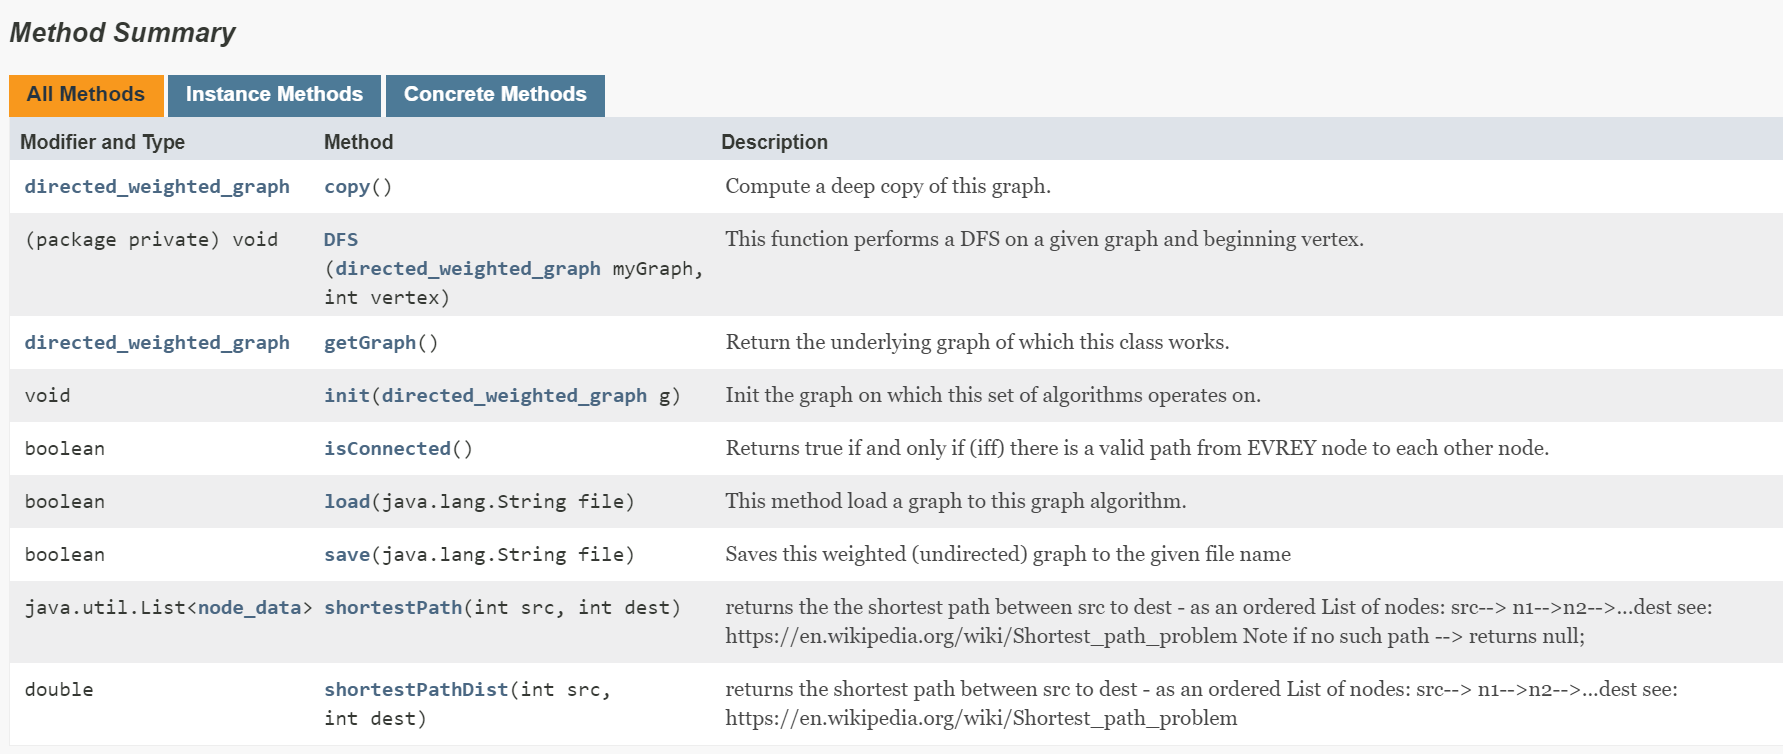 Method Summary
All Methods Instance Methods Concrete Methods
Modifier and Type Method Description
directed_weighted_graph copy() Compute a deep copy of this graph.
(package private) void DFS This function performs a DFS on a given graph and beginning vertex.
(directed_weighted_graph myGraph,
int vertex)
directed_weighted_graph getGraph() Return the underlying graph of which this class works.
void init(directed_weighted_graph g) Init the graph on which this set of algorithms operates on.
boolean isConnected() Returns true if and only if (iff) there is a valid path from EVREY node to each other node.
boolean load(java.lang.String file) This method load a graph to this graph algorithm.
boolean save(java.lang.String file) Saves this weighted (undirected) graph to the given file name
java.util.List<node_data> shortestPath(int src, int dest) returns the the shortest path between src to dest - as an ordered List of nodes: src--> n1-->n2-->...dest see:
https://en.wikipedia.org/wiki/Shortest_path_problem Note if no such path --> returns null;
double shortestPathDist(int src, returns the shortest path between src to dest - as an ordered List of nodes: src--> n1-->n2-->...dest see:
int dest) https://en.wikipedia.org/wiki/Shortest_path_problem